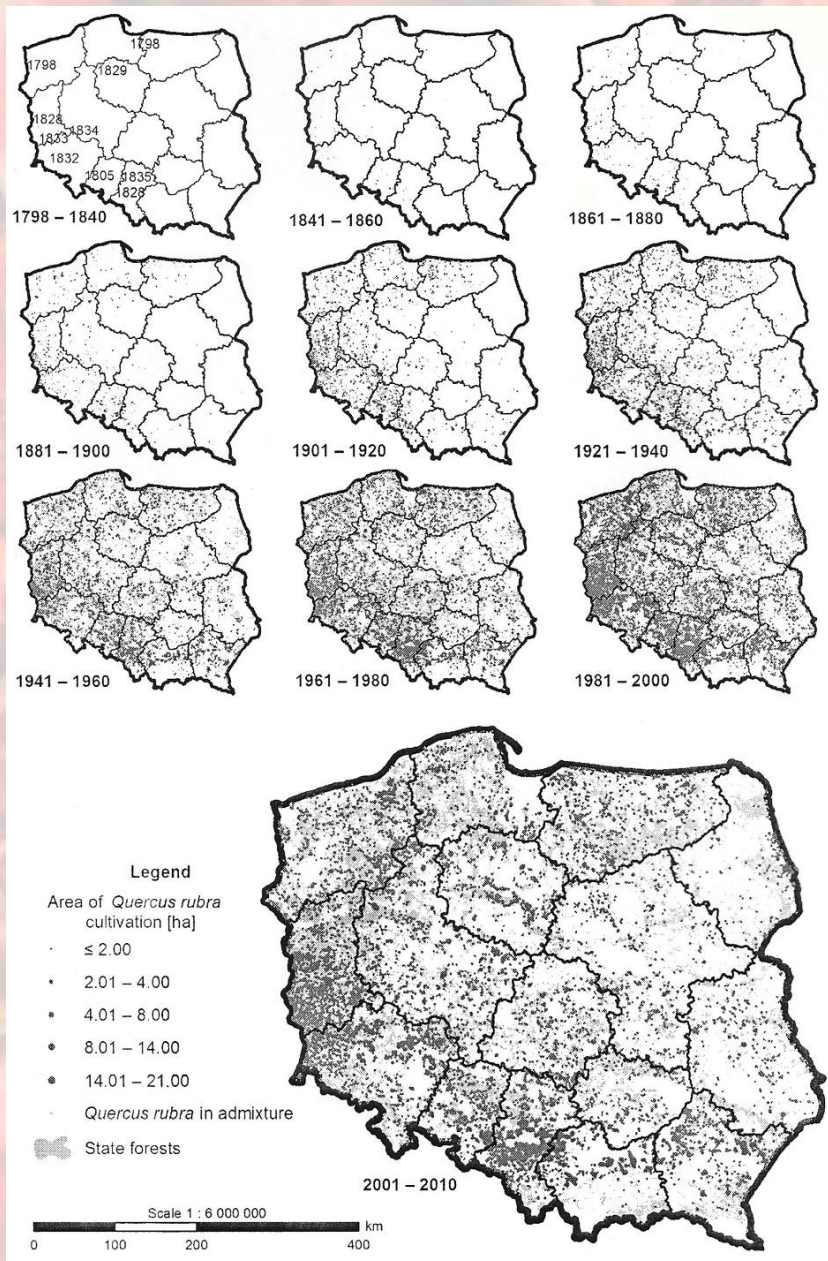 1798
1798
1829
1828
1834
1833
1832
1805
1835
1828
1798 – 1840
1841 – 1860
1861 – 1880
1881 – 1900
1901 – 1920
1921 – 1940
1941 – 1960
1961 – 1980
1981 – 2000
Legend
Area of Quercus rubra
cultivation [ha]
≤ 2.00
2.01 – 4.00
4.01 – 8.00
8.01 – 14.00
14.01 – 21.00
Quercus rubra in admixture
State forests
2001 – 2010
Scale 1 : 6 000 000
km
0 100 200 400